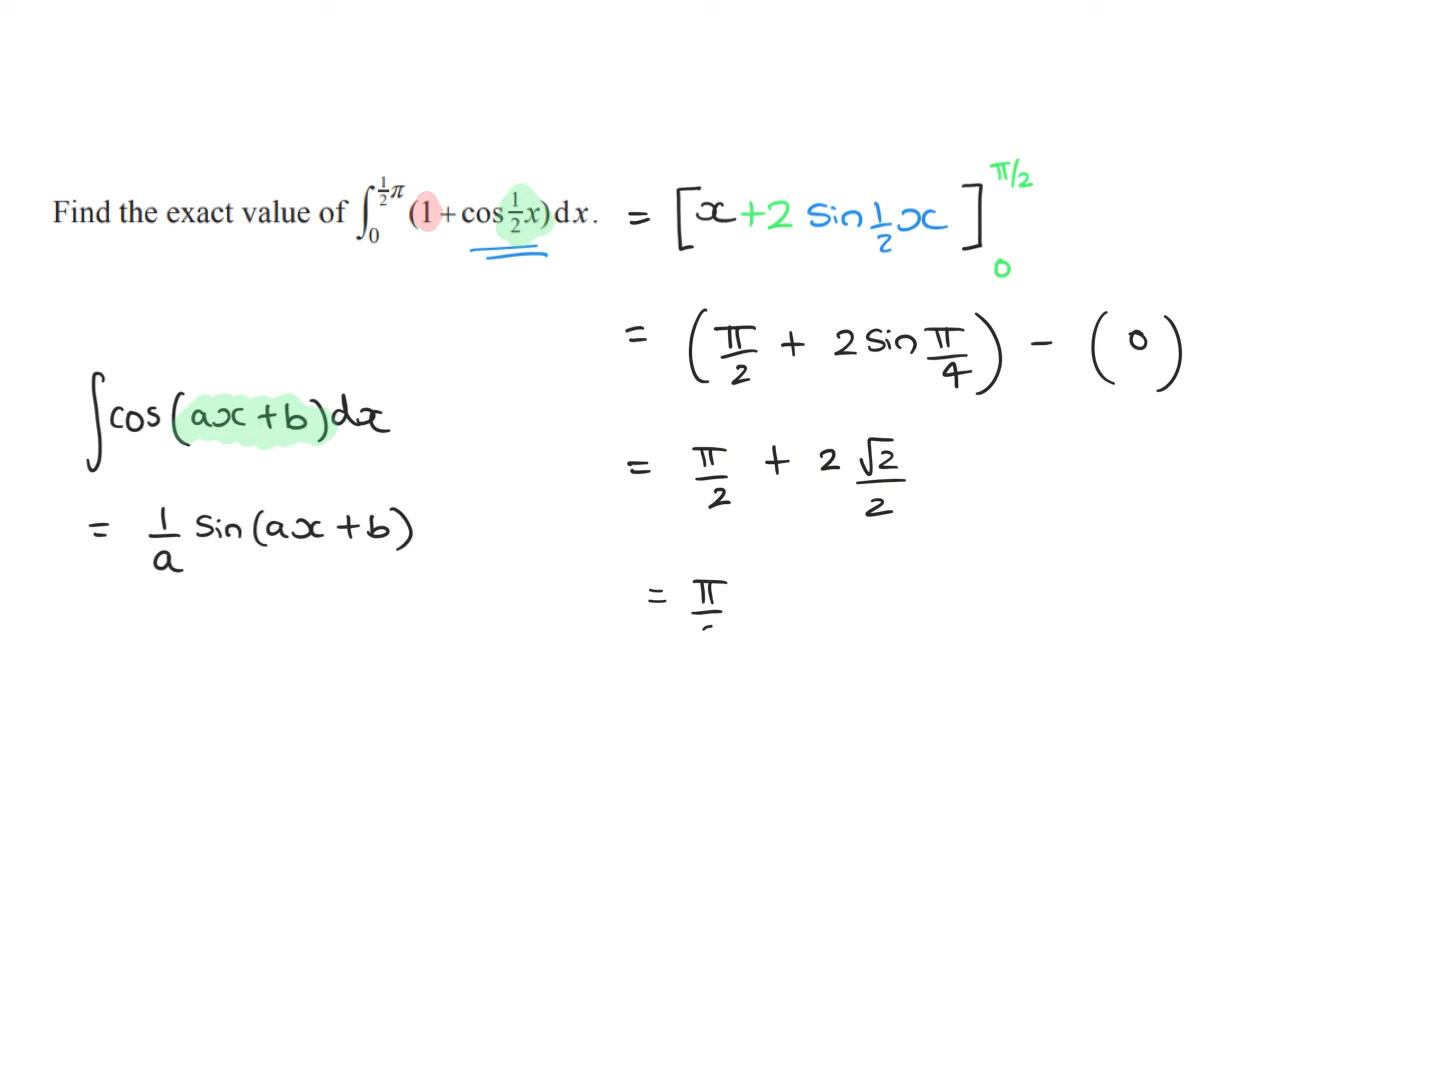 Find the exact value of ∫₀^(½π) (1 + cos ½x) dx. = [x + 2 sin ½x]₀^(π/2)
= (π/2 + 2 sin π/4) - (0)
∫cos(ax+b)dx
= π/2 + 2 √2/2
= 1/a sin(ax+b)
= π